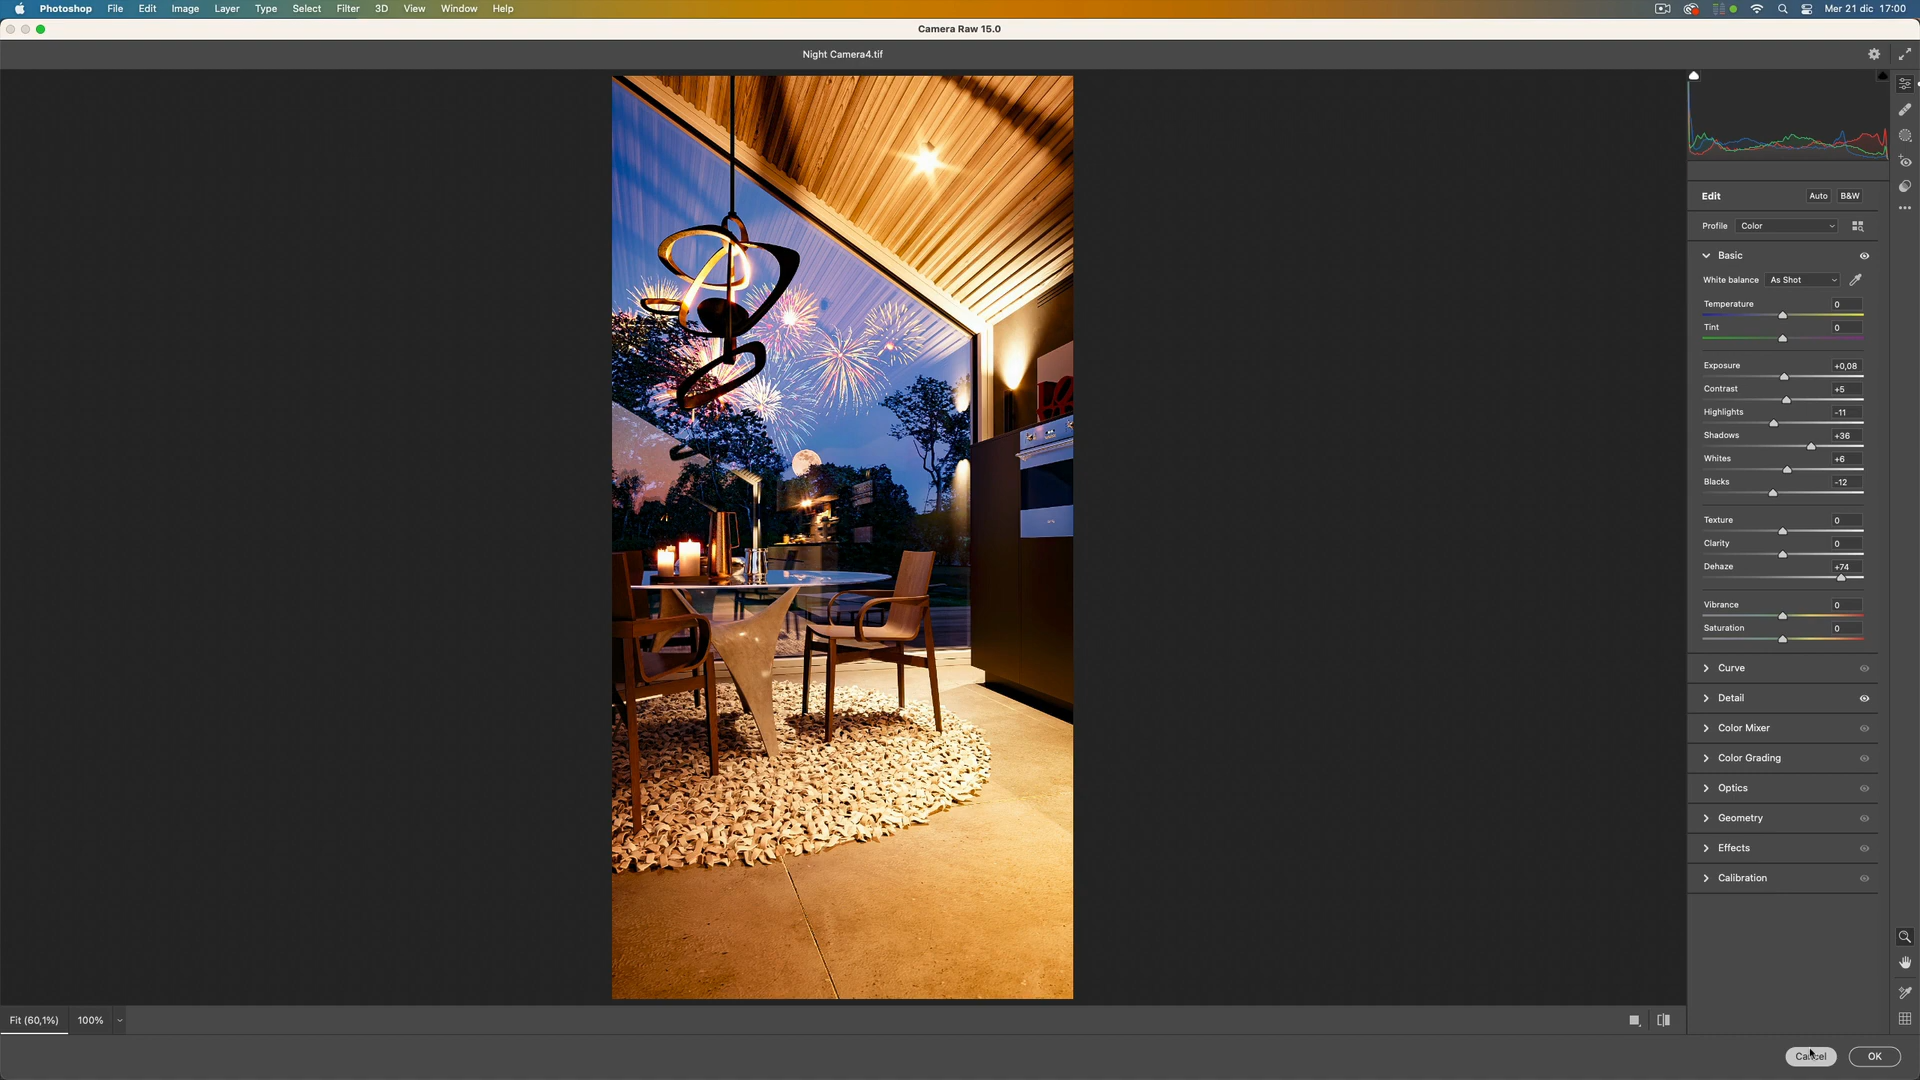 Photoshop File Edit Image Layer Type Select Filter 3D View Window Help Mer 21 dic 17:00
Camera Raw 15.0
Night Camera4.tif
Edit Auto B&W
Profile Color
Basic
White balance As Shot
Temperature 0
Tint 0
Exposure +0,08
Contrast +5
Highlights -11
Shadows +36
Whites +6
Blacks -12
Texture 0
Clarity 0
Dehaze +74
Vibrance 0
Saturation 0
Curve
Detail
Color Mixer
Color Grading
Optics
Geometry
Effects
Calibration
Fit (60,1%) 100%
Cancel OK